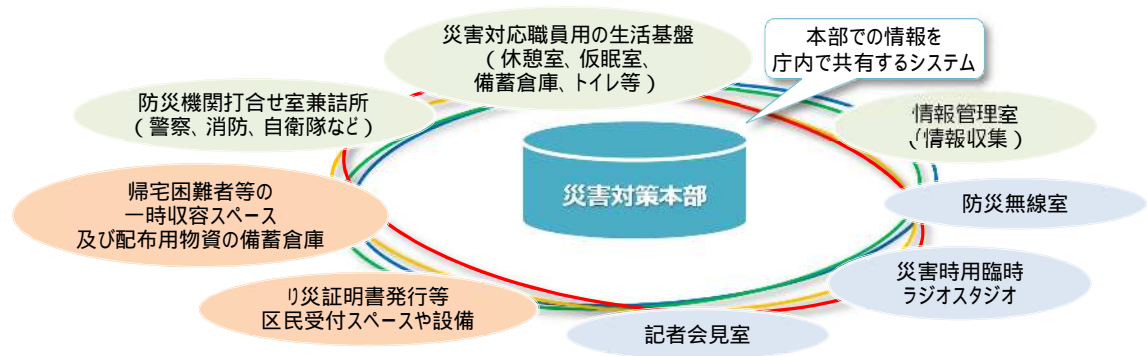 災害対応職員用の生活基盤
(休憩室、仮眠室、
備蓄倉庫、トイレ等)
本部での情報を
庁内で共有するシステム
防災機関打合せ室兼詰所
(警察、消防、自衛隊など)
情報管理室
(情報収集)
災害対策本部
帰宅困難者等の
一時収容スペース
及び配布用物資の備蓄倉庫
防災無線室
災害時用臨時
ラジオスタジオ
り災証明書発行等
区民受付スペースや設備
記者会見室